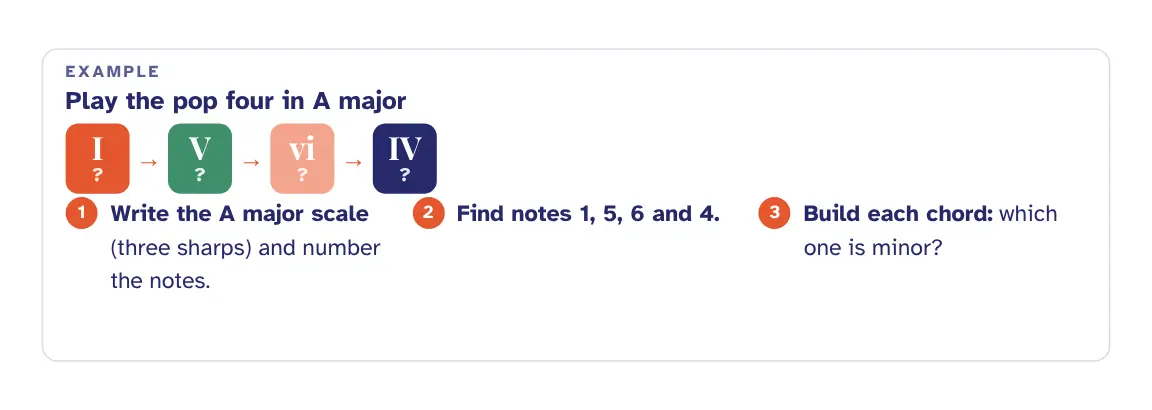 EXAMPLE
Play the pop four in A major
I → V → vi → IV
? ? ? ?
1 Write the A major scale
(three sharps) and number
the notes.
2 Find notes 1, 5, 6 and 4.
3 Build each chord: which
one is minor?